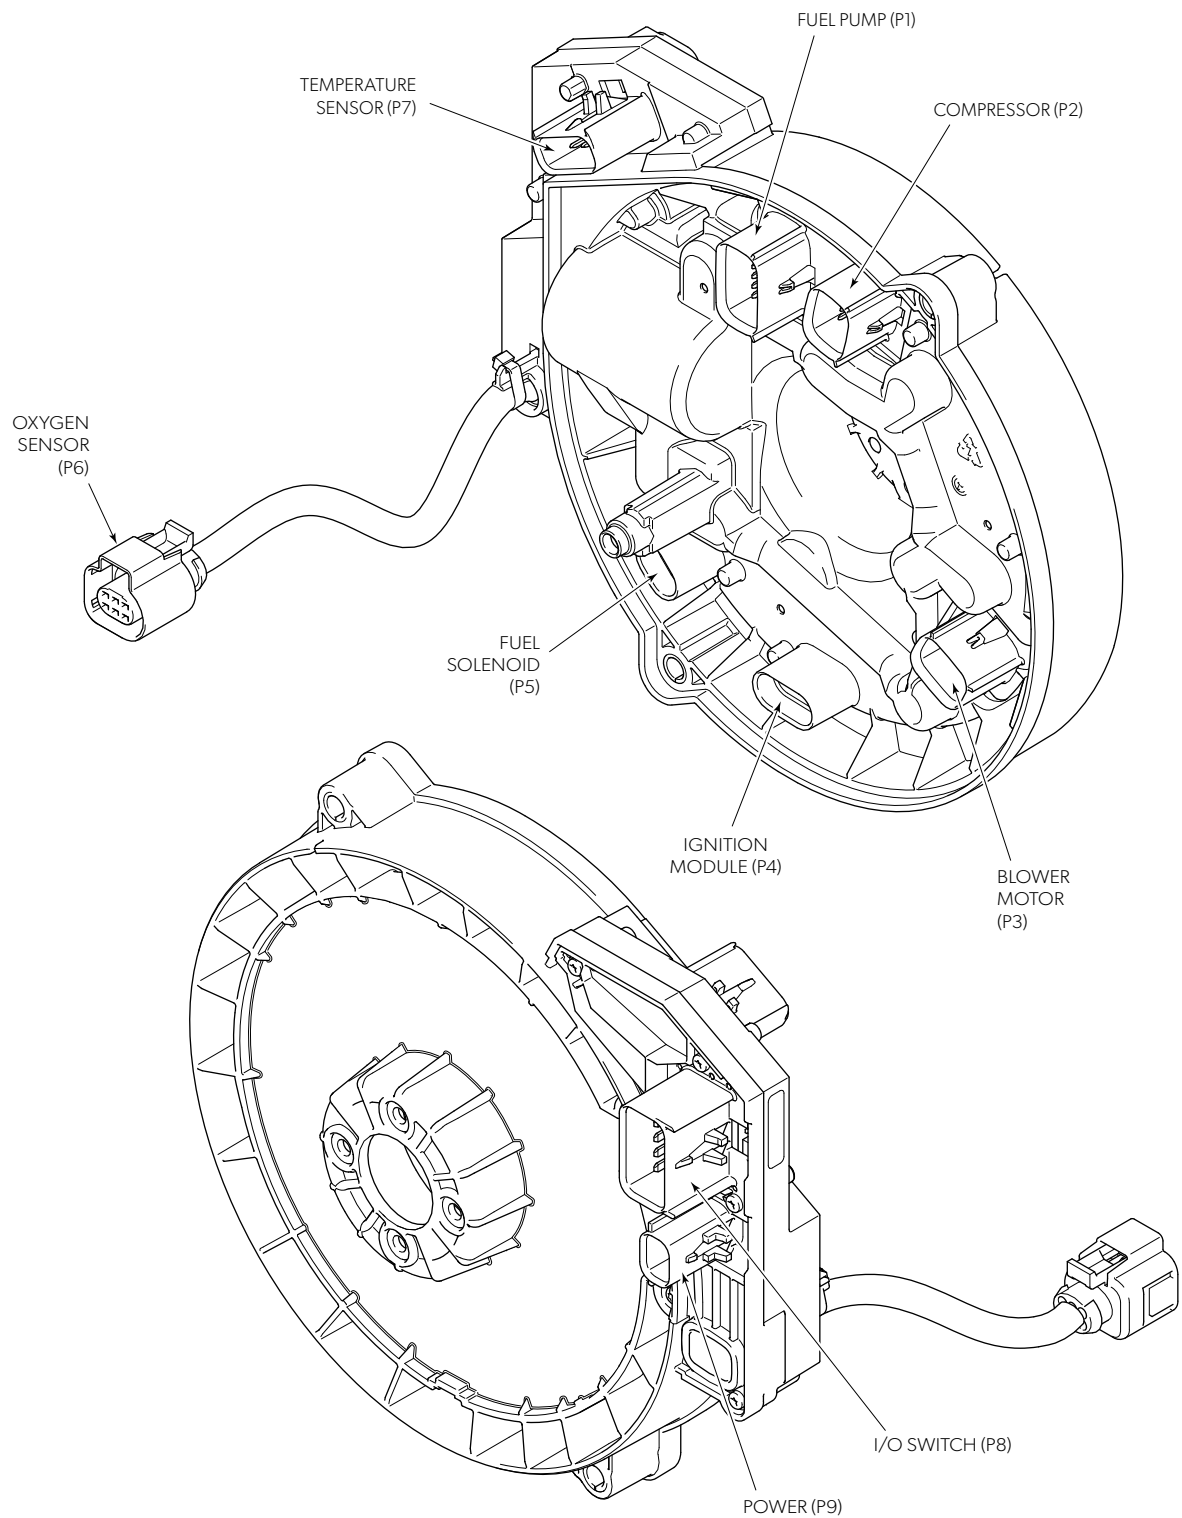 FUEL PUMP (P1)
TEMPERATURE
SENSOR (P7)
COMPRESSOR (P2)
OXYGEN
SENSOR
(P6)
FUEL
SOLENOID
(P5)
IGNITION
MODULE (P4)
BLOWER
MOTOR
(P3)
I/O SWITCH (P8)
POWER (P9)